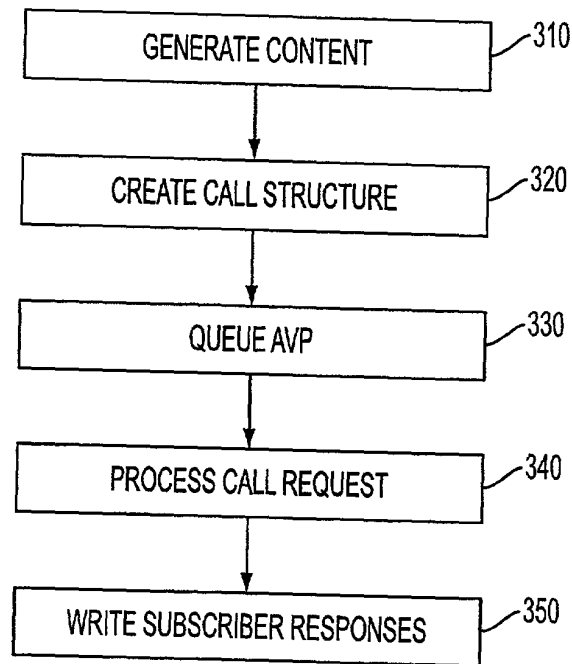 GENERATE CONTENT 310
CREATE CALL STRUCTURE 320
QUEUE AVP 330
PROCESS CALL REQUEST 340
WRITE SUBSCRIBER RESPONSES 350